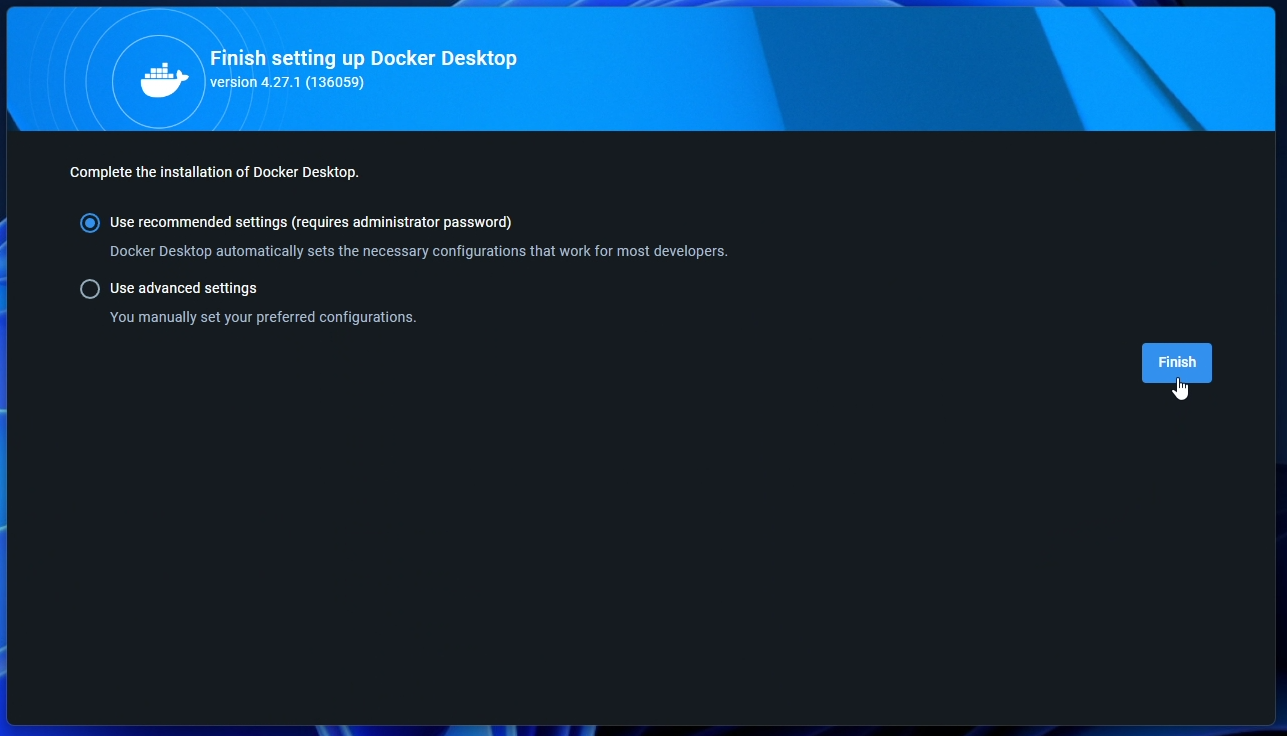 Finish setting up Docker Desktop
version 4.27.1 (136059)
Complete the installation of Docker Desktop.
Use recommended settings (requires administrator password)
Docker Desktop automatically sets the necessary configurations that work for most developers.
Use advanced settings
You manually set your preferred configurations.
Finish